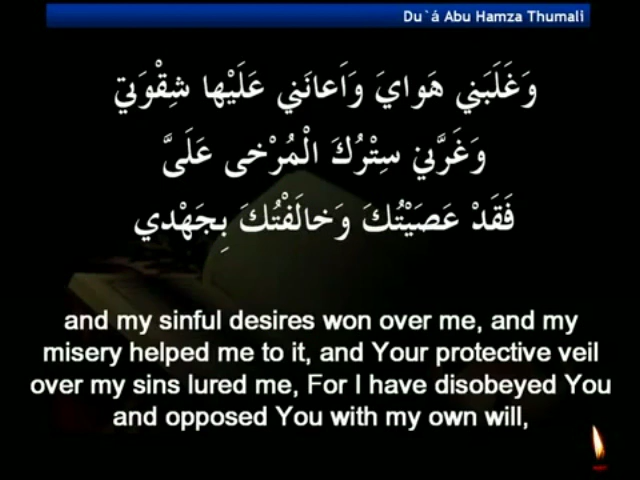 Du`á Abu Hamza Thumali
وَغَلَبَني هَوايَ وَاَعانَني عَلَيْها شِقْوَتي
وَغَرَّني سِتْرُكَ الْمُرْخى عَلَىَّ
فَقَدْ عَصَيْتُكَ وَخالَفْتُكَ بِجَهْدي
and my sinful desires won over me, and my
misery helped me to it, and Your protective veil
over my sins lured me, For I have disobeyed You
and opposed You with my own will,